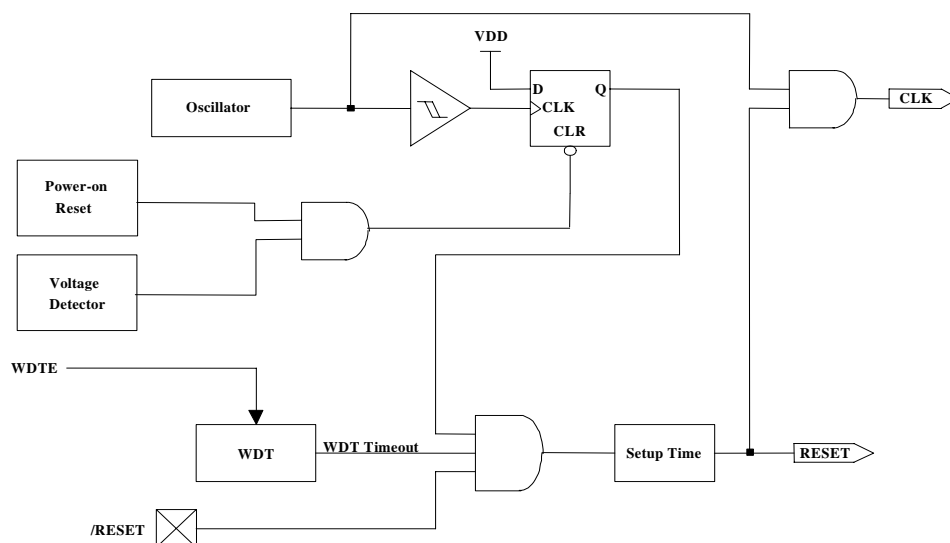 VDD
Oscillator
D
Q
CLK
CLR
CLK
Power-on
Reset
Voltage
Detector
WDTE
WDT
WDT Timeout
Setup Time
RESET
/RESET